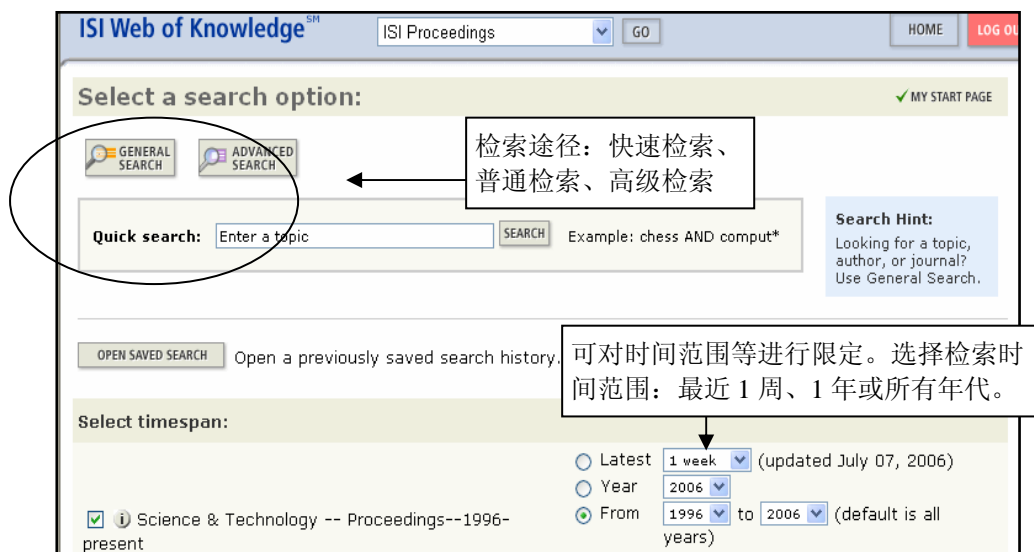 ISI Web of Knowledge℠ ISI Proceedings GO HOME LOG OU
Select a search option: ✓ MY START PAGE
GENERAL SEARCH ADVANCED SEARCH
检索途径：快速检索、
普通检索、高级检索
Quick search: Enter a topic SEARCH Example: chess AND comput*
Search Hint:
Looking for a topic,
author, or journal?
Use General Search.
OPEN SAVED SEARCH Open a previously saved search history.
可对时间范围等进行限定。选择检索时
间范围：最近 1 周、1 年或所有年代。
Select timespan:
Latest 1 week (updated July 07, 2006)
Year 2006
Science & Technology -- Proceedings--1996-
present
From 1996 to 2006 (default is all
years)